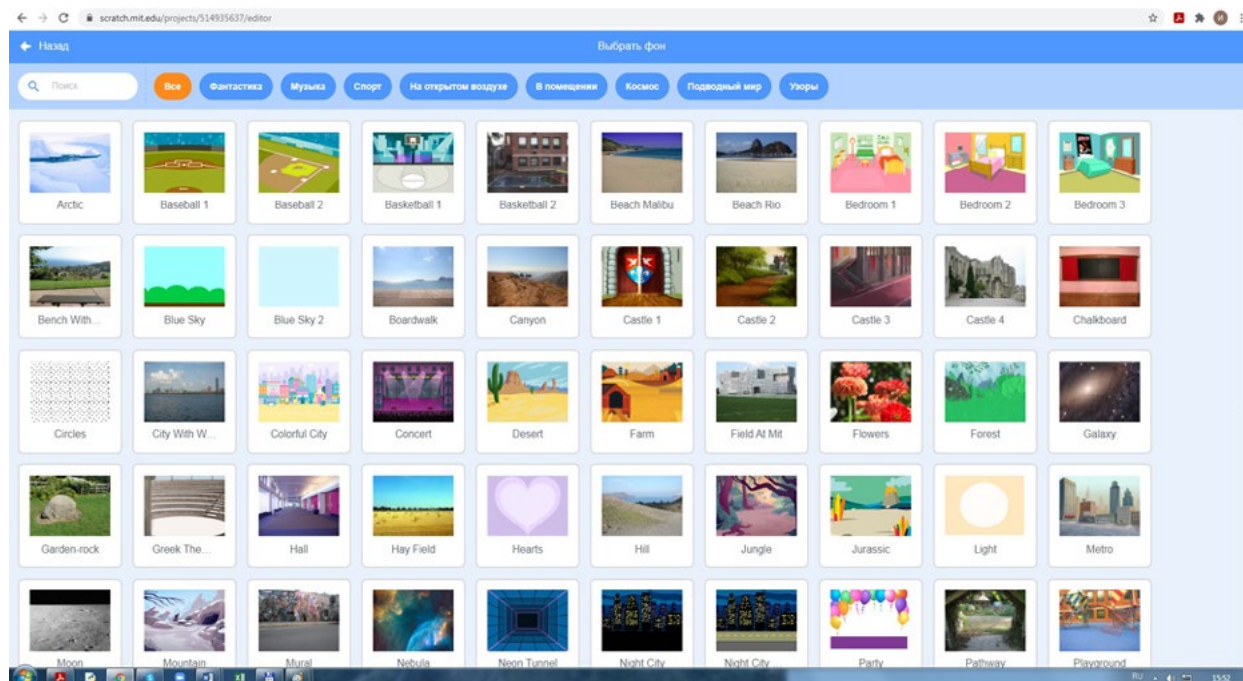 scratch.mit.edu/projects/514935637/editor
Назад
Выбрать фон
Поиск
Все
Фантастика
Музыка
Спорт
На открытом воздухе
В помещении
Космос
Подводный мир
Узоры
Arctic
Baseball 1
Baseball 2
Basketball 1
Basketball 2
Beach Malibu
Beach Rio
Bedroom 1
Bedroom 2
Bedroom 3
Bench With...
Blue Sky
Blue Sky 2
Boardwalk
Canyon
Castle 1
Castle 2
Castle 3
Castle 4
Chalkboard
Circles
City With W...
Colorful City
Concert
Desert
Farm
Field At Mit
Flowers
Forest
Galaxy
Garden-rock
Greek The...
Hall
Hay Field
Hearts
Hill
Jungle
Jurassic
Light
Metro
Moon
Mountain
Mural
Nebula
Neon Tunnel
Night City
Night City ...
Party
Pathway
Playground
RU
15:52